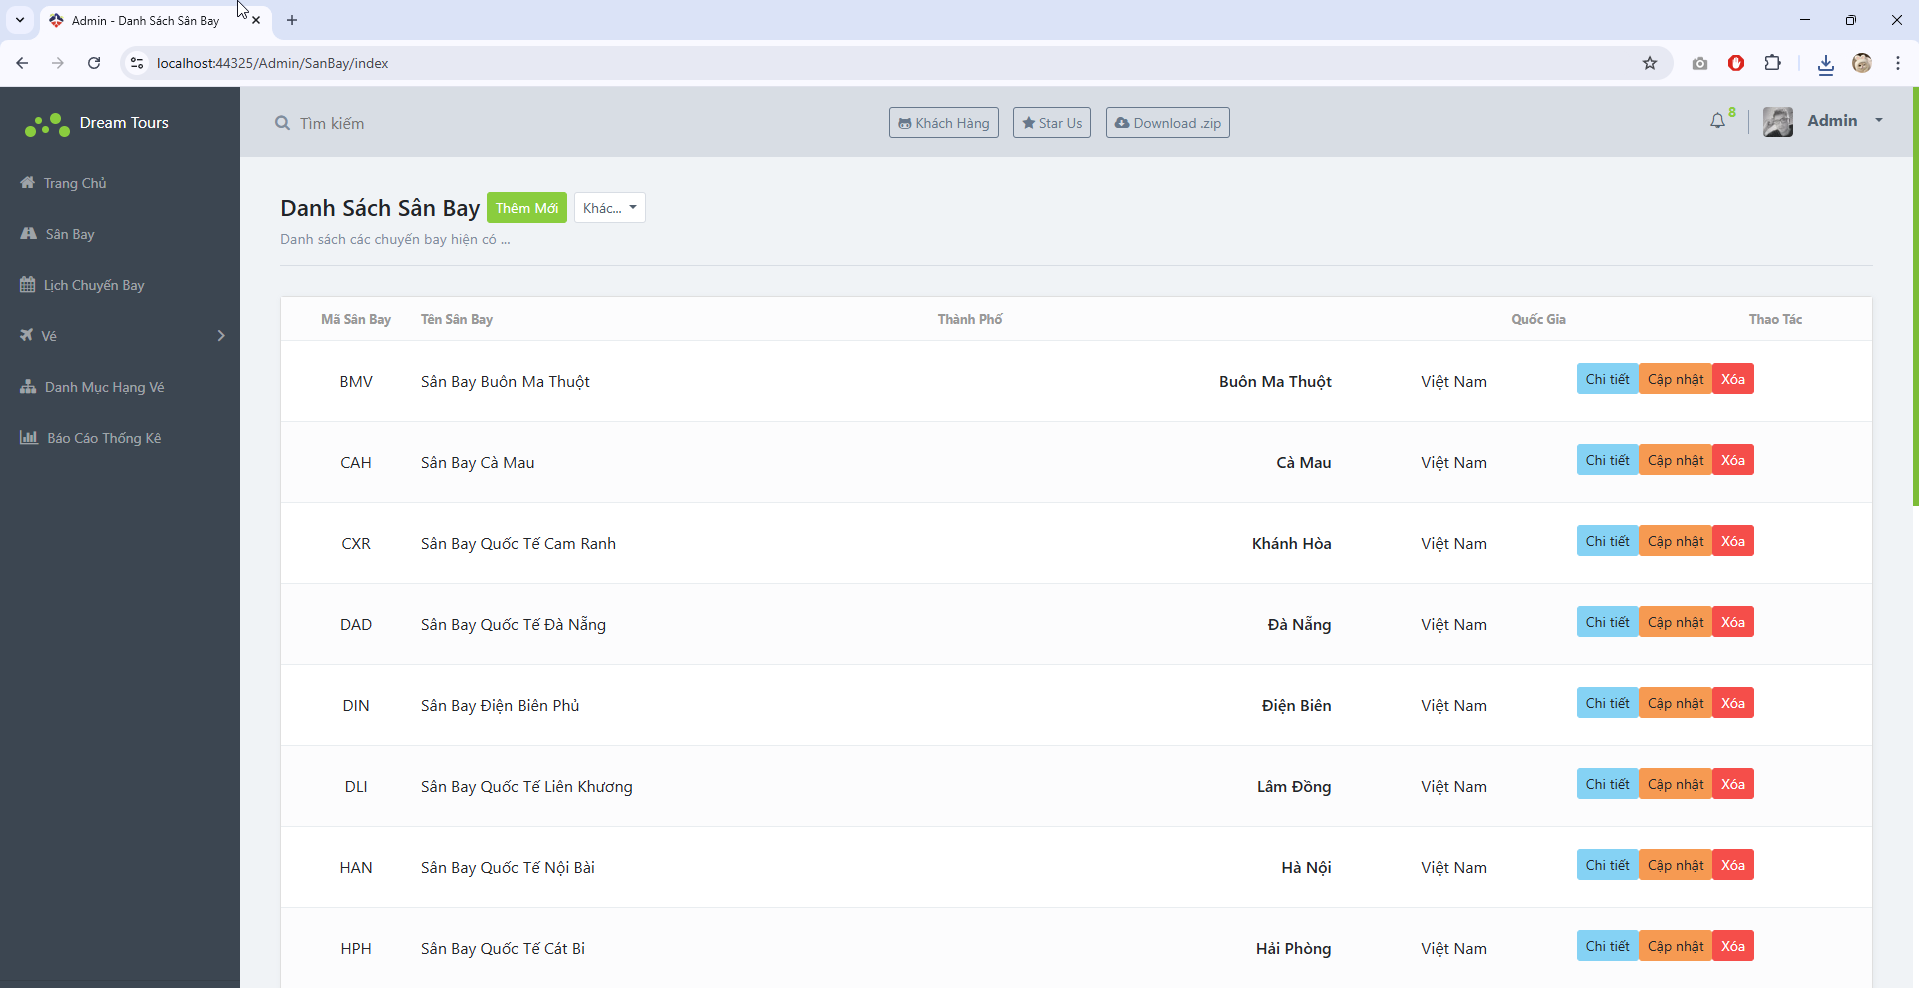 Admin - Danh Sách Sân Bay
localhost:44325/Admin/SanBay/index
Dream Tours
Tìm kiếm
Khách Hàng
Star Us
Download .zip
8
Admin
Trang Chủ
Sân Bay
Lịch Chuyến Bay
Vé
Danh Mục Hạng Vé
Báo Cáo Thống Kê
Danh Sách Sân Bay Thêm Mới Khác...
Danh sách các chuyến bay hiện có ...
Mã Sân Bay Tên Sân Bay Thành Phố Quốc Gia Thao Tác
BMV Sân Bay Buôn Ma Thuột Buôn Ma Thuột Việt Nam Chi tiết Cập nhật Xóa
CAH Sân Bay Cà Mau Cà Mau Việt Nam Chi tiết Cập nhật Xóa
CXR Sân Bay Quốc Tế Cam Ranh Khánh Hòa Việt Nam Chi tiết Cập nhật Xóa
DAD Sân Bay Quốc Tế Đà Nẵng Đà Nẵng Việt Nam Chi tiết Cập nhật Xóa
DIN Sân Bay Điện Biên Phủ Điện Biên Việt Nam Chi tiết Cập nhật Xóa
DLI Sân Bay Quốc Tế Liên Khương Lâm Đồng Việt Nam Chi tiết Cập nhật Xóa
HAN Sân Bay Quốc Tế Nội Bài Hà Nội Việt Nam Chi tiết Cập nhật Xóa
HPH Sân Bay Quốc Tế Cát Bi Hải Phòng Việt Nam Chi tiết Cập nhật Xóa